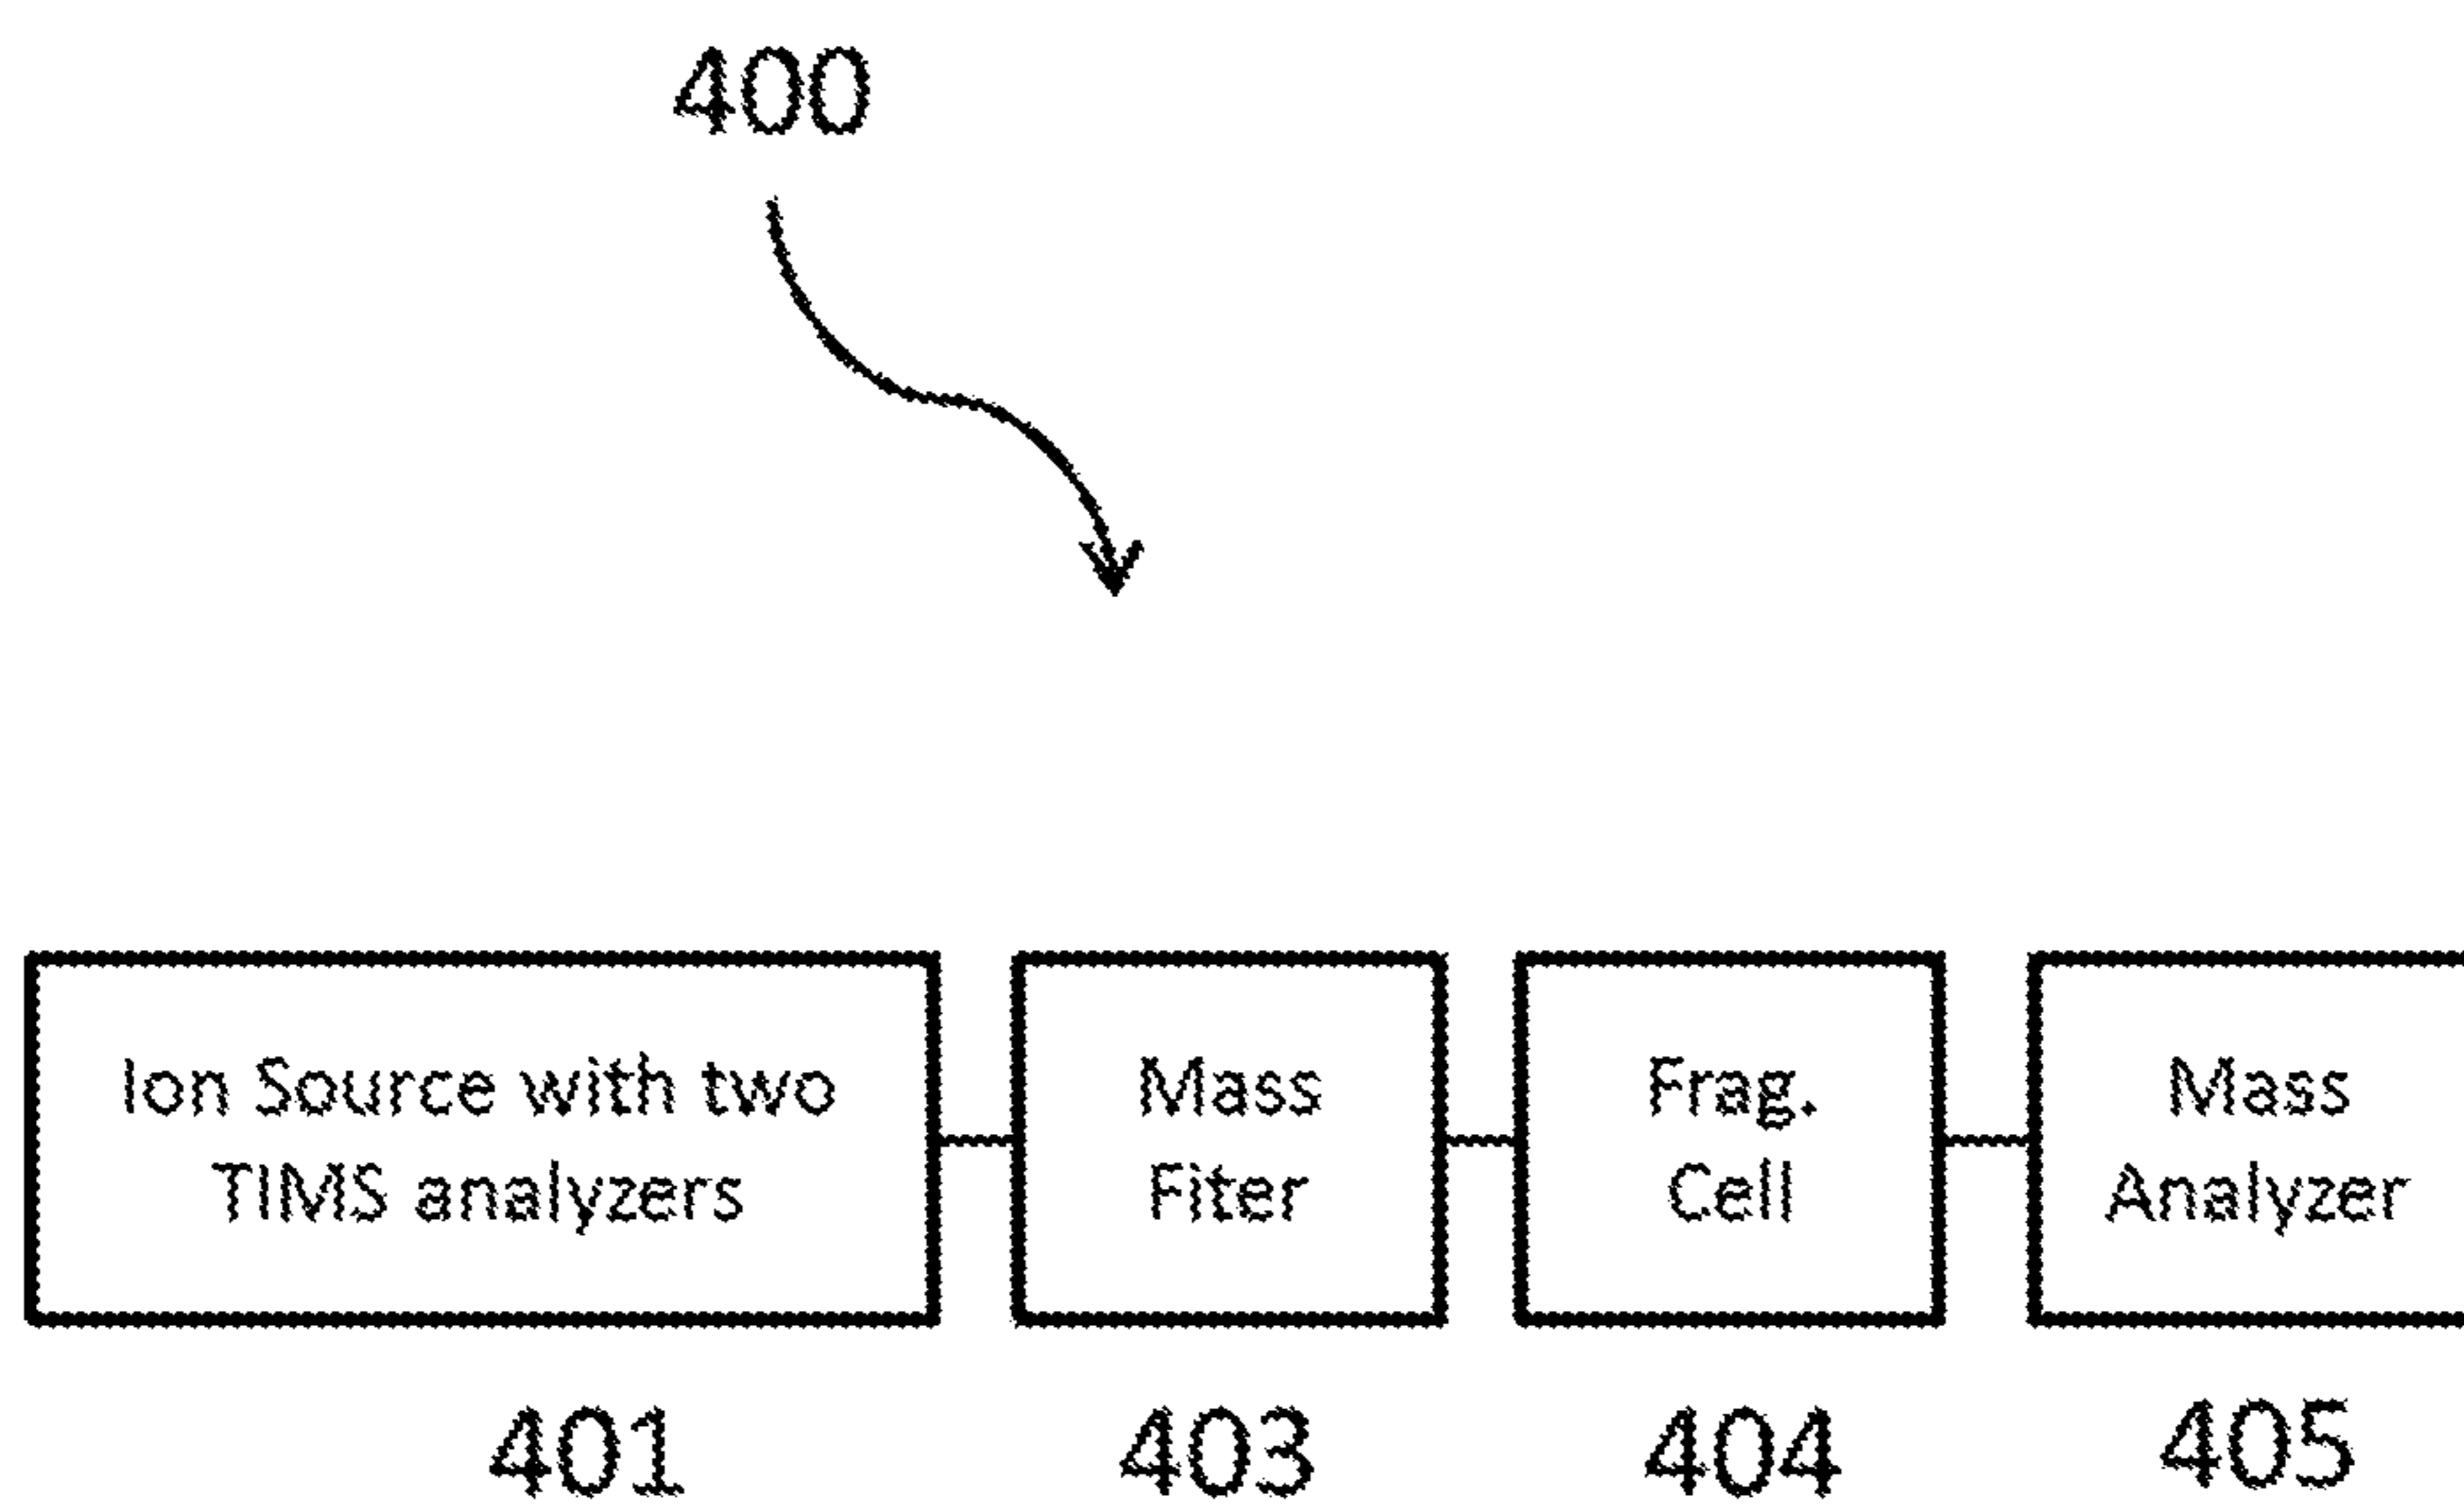 400
Ion Source with two
TIMS analyzers
Mass
Fiter
Frag.
Cell
Mass
Analyzer
401
403
404
405